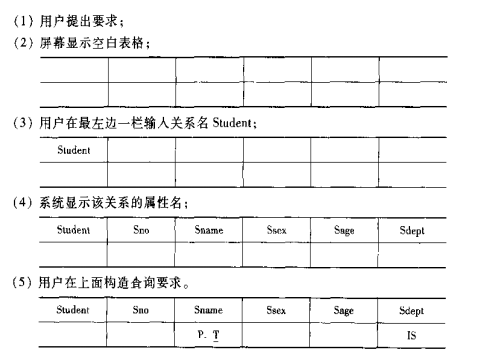 (1) 用户提出要求;
(2) 屏幕显示空白表格;
(3) 用户在最左边一栏输人关系名 Student;
Student
(4) 系统显示该关系的属性名;
Student Sno Sname Ssex Sage Sdept
(5) 用户在上面构造查询要求。
Student Sno Sname Ssex Sage Sdept
P. T IS